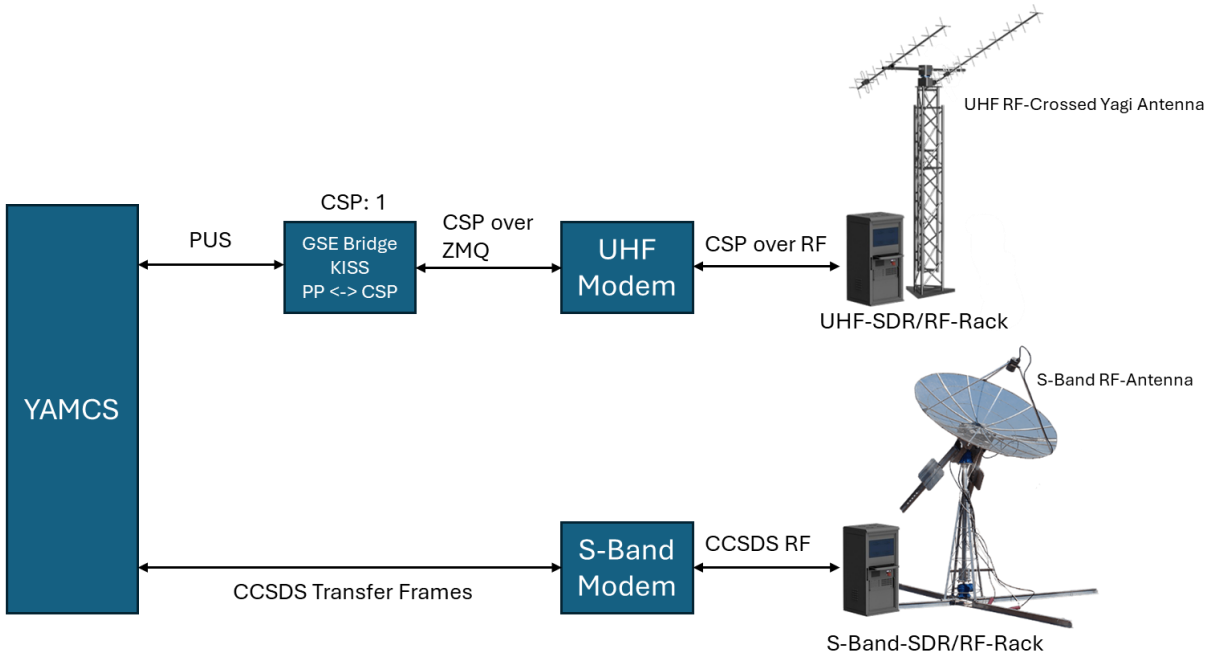 UHF RF-Crossed Yagi Antenna
CSP: 1
PUS
GSE Bridge
KISS
PP <-> CSP
CSP over
ZMQ
UHF
Modem
CSP over RF
UHF-SDR/RF-Rack
S-Band RF-Antenna
YAMCS
CCSDS Transfer Frames
S-Band
Modem
CCSDS RF
S-Band-SDR/RF-Rack